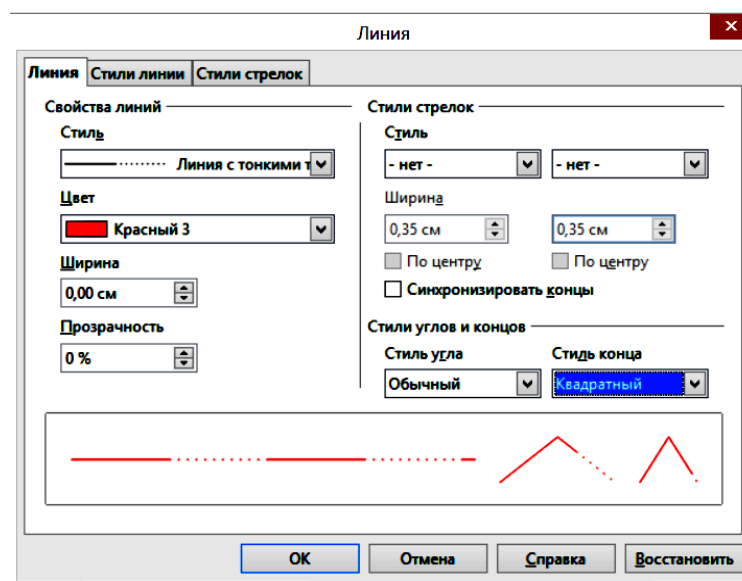 Линия
Линия Стили линии Стили стрелок
Свойства линий
Стиль
Линия с тонкими т
Цвет
Красный 3
Ширина
0,00 см
Прозрачность
0 %
Стили стрелок
Стиль
- нет - - нет -
Ширина
0,35 см 0,35 см
По центру По центру
Синхронизировать концы
Стили углов и концов
Стиль угла Стиль конца
Обычный Квадратный
OK Отмена Справка Восстановить